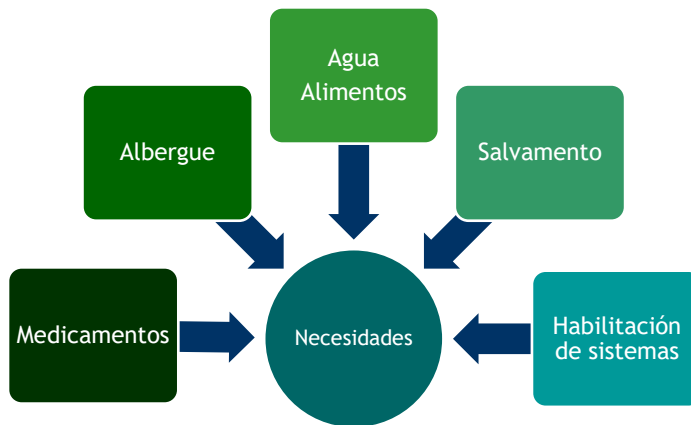 Agua
Alimentos
Albergue
Salvamento
Medicamentos
Necesidades
Habilitación
de sistemas